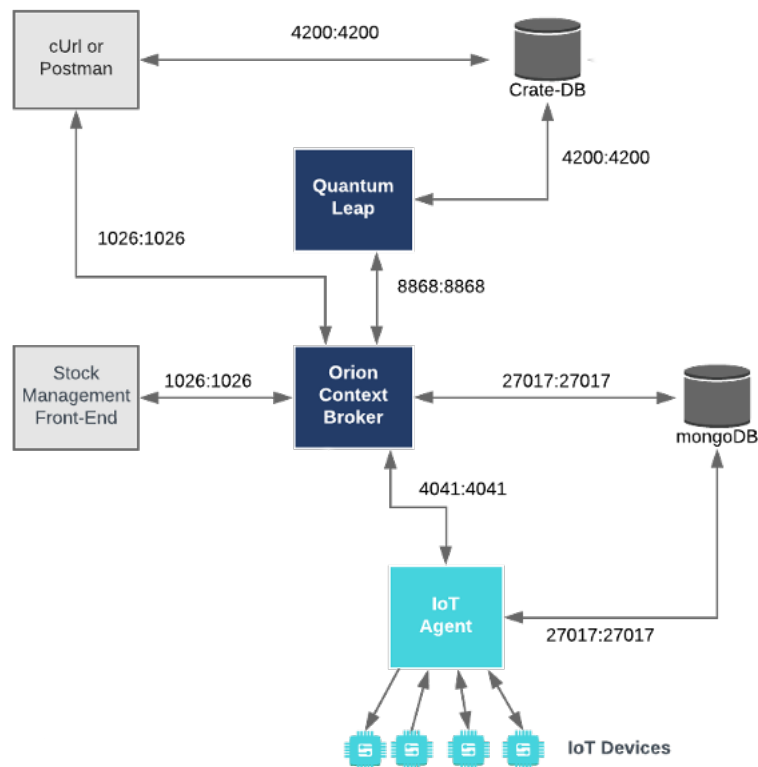 cUrl or
Postman
4200:4200
Crate-DB
4200:4200
Quantum
Leap
1026:1026
8868:8868
Stock
Management
Front-End
1026:1026
Orion
Context
Broker
27017:27017
mongoDB
4041:4041
IoT
Agent
27017:27017
IoT Devices